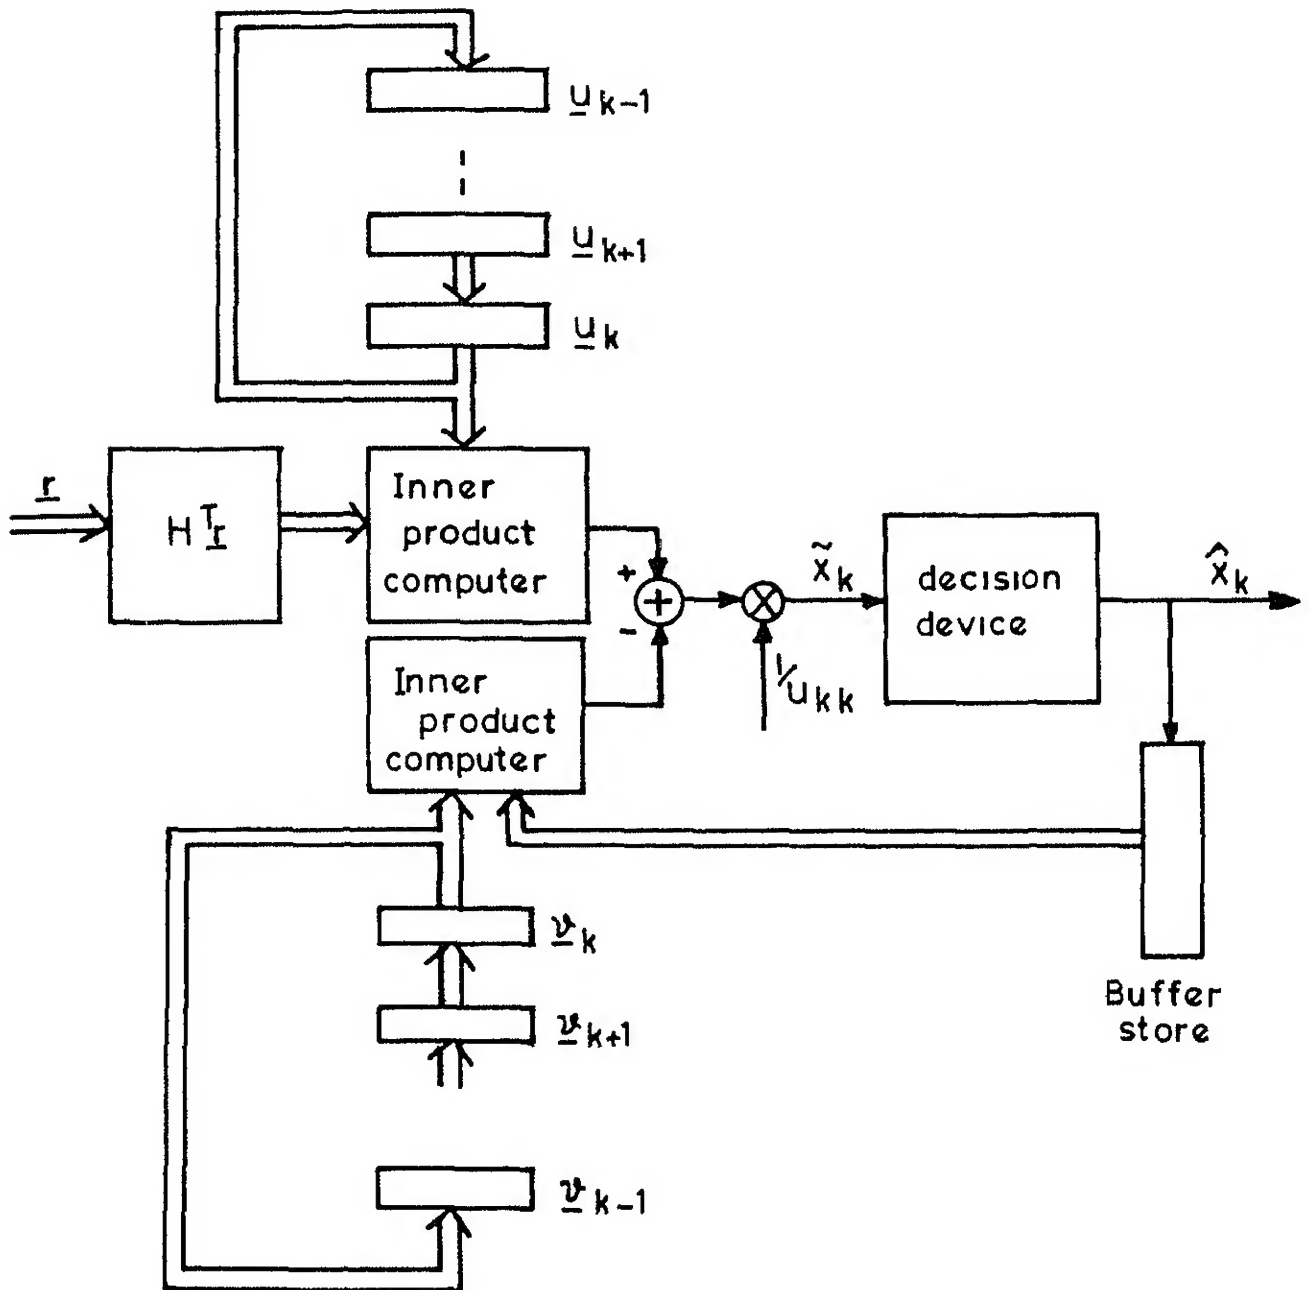 u k-1
u k+1
u k
r
H^T r
Inner
product
computer
+
-
x̃ k
1/u kk
decision
device
x̂ k
Inner
product
computer
v k
v k+1
v k-1
Buffer
store